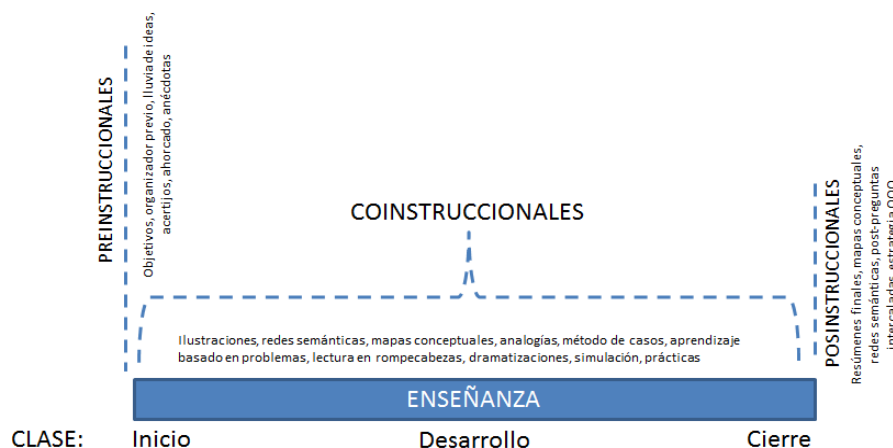 PREINSTRUCCIONALES
Objetivos, organizador previo, lluvia de ideas,
acertijos, ahorcado, anécdotas
COINSTRUCCIONALES
Ilustraciones, redes semánticas, mapas conceptuales, analogías, método de casos, aprendizaje
basado en problemas, lectura en rompecabezas, dramatizaciones, simulación, prácticas
POSINSTRUCCIONALES
Resúmenes finales, mapas conceptuales,
redes semánticas, post-preguntas
intercaladas, estrategia
ENSEÑANZA
CLASE: Inicio Desarrollo Cierre